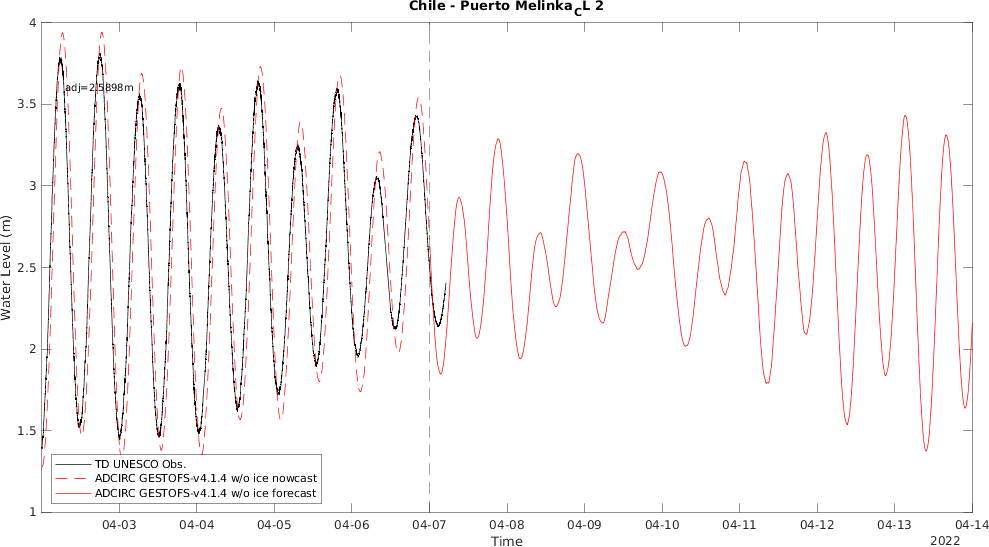 Chile - Puerto Melinka_CL 2
4
3.5
3
2.5
2
1.5
1
Water Level (m)
adj=2.5898m
TD UNESCO Obs.
ADCIRC GESTOFS-v4.1.4 w/o ice nowcast
ADCIRC GESTOFS-v4.1.4 w/o ice forecast
04-03 04-04 04-05 04-06 04-07 04-08 04-09 04-10 04-11 04-12 04-13 04-14
Time
2022